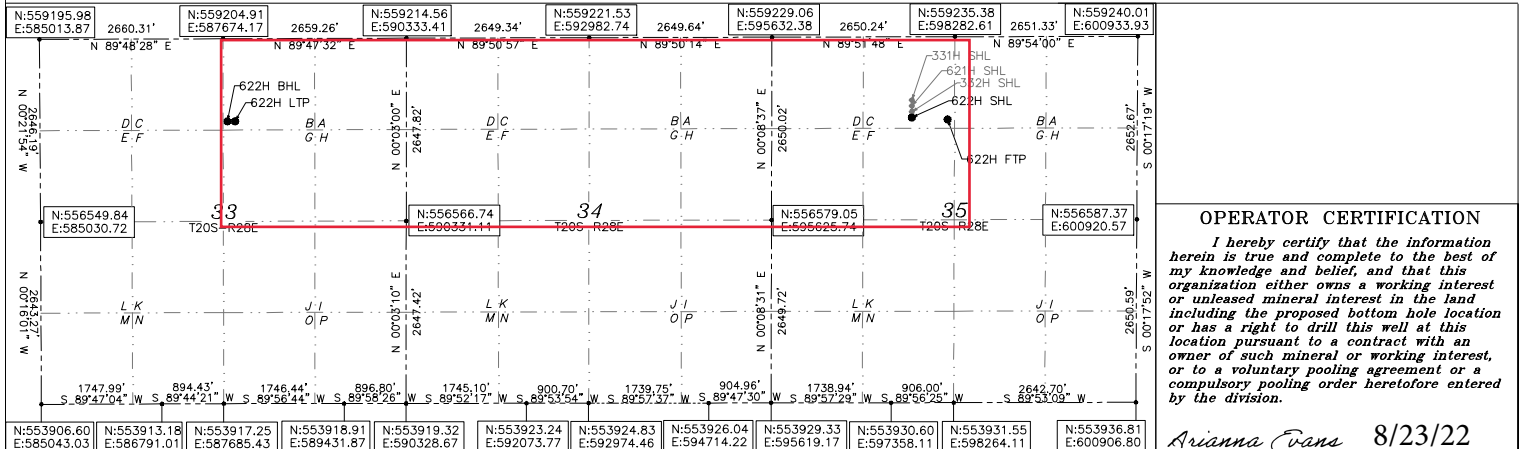 N:559195.98
E:585013.87
2660.31'
N 89°48'28" E
N:559204.91
E:587674.17
2659.26'
N 89°47'32" E
N:559214.56
E:590333.41
2649.34'
N 89°50'57" E
N:559221.53
E:592982.74
2649.64'
N 89°50'14" E
N:559229.06
E:595632.38
2650.24'
N 89°51'48" E
N:559235.38
E:598282.61
2651.33'
N 89°54'00" E
N:559240.01
E:600933.93
331H SHL
621H SHL
332H SHL
622H SHL
622H FTP
622H BHL
622H LTP
N 00°21'54" W
2646.19'
D C
E F
B A
G H
N 00°03'00" E
2647.82'
D C
E F
B A
G H
N 00°08'37" E
2650.02'
D C
E F
B A
G H
2652.67'
S 00°17'19" W
N:556549.84
E:585030.72
33
T20S R28E
N:556566.74
E:590331.11
34
T20S R28E
N:556579.05
E:595625.74
35
T20S R28E
N:556587.37
E:600920.57
N 00°16'01" W
2643.27'
L K
M N
J I
O P
N 00°03'10" E
2647.42'
L K
M N
J I
O P
N 00°08'31" E
2649.72'
L K
M N
J I
O P
2650.59'
S 00°17'52" W
1747.99'
S 89°47'04" W
894.43'
S 89°44'21" W
1746.44'
S 89°56'44" W
896.80'
S 89°58'26" W
1745.10'
S 89°52'17" W
900.70'
S 89°53'54" W
1739.75'
S 89°57'37" W
904.96'
S 89°47'30" W
1738.94'
S 89°57'29" W
906.00'
S 89°56'25" W
2642.70'
S 89°53'09" W
N:553906.60
E:585043.03
N:553913.18
E:586791.01
N:553917.25
E:587685.43
N:553918.91
E:589431.87
N:553919.32
E:590328.67
N:553923.24
E:592073.77
N:553924.83
E:592974.46
N:553926.04
E:594714.22
N:553929.33
E:595619.17
N:553930.60
E:597358.11
N:553931.55
E:598264.11
N:553936.81
E:600906.80
OPERATOR CERTIFICATION
I hereby certify that the information
herein is true and complete to the best of
my knowledge and belief, and that this
organization either owns a working interest
or unleased mineral interest in the land
including the proposed bottom hole location
or has a right to drill this well at this
location pursuant to a contract with an
owner of such mineral or working interest,
or to a voluntary pooling agreement or a
compulsory pooling order heretofore entered
by the division.
Arianna Evans 8/23/22